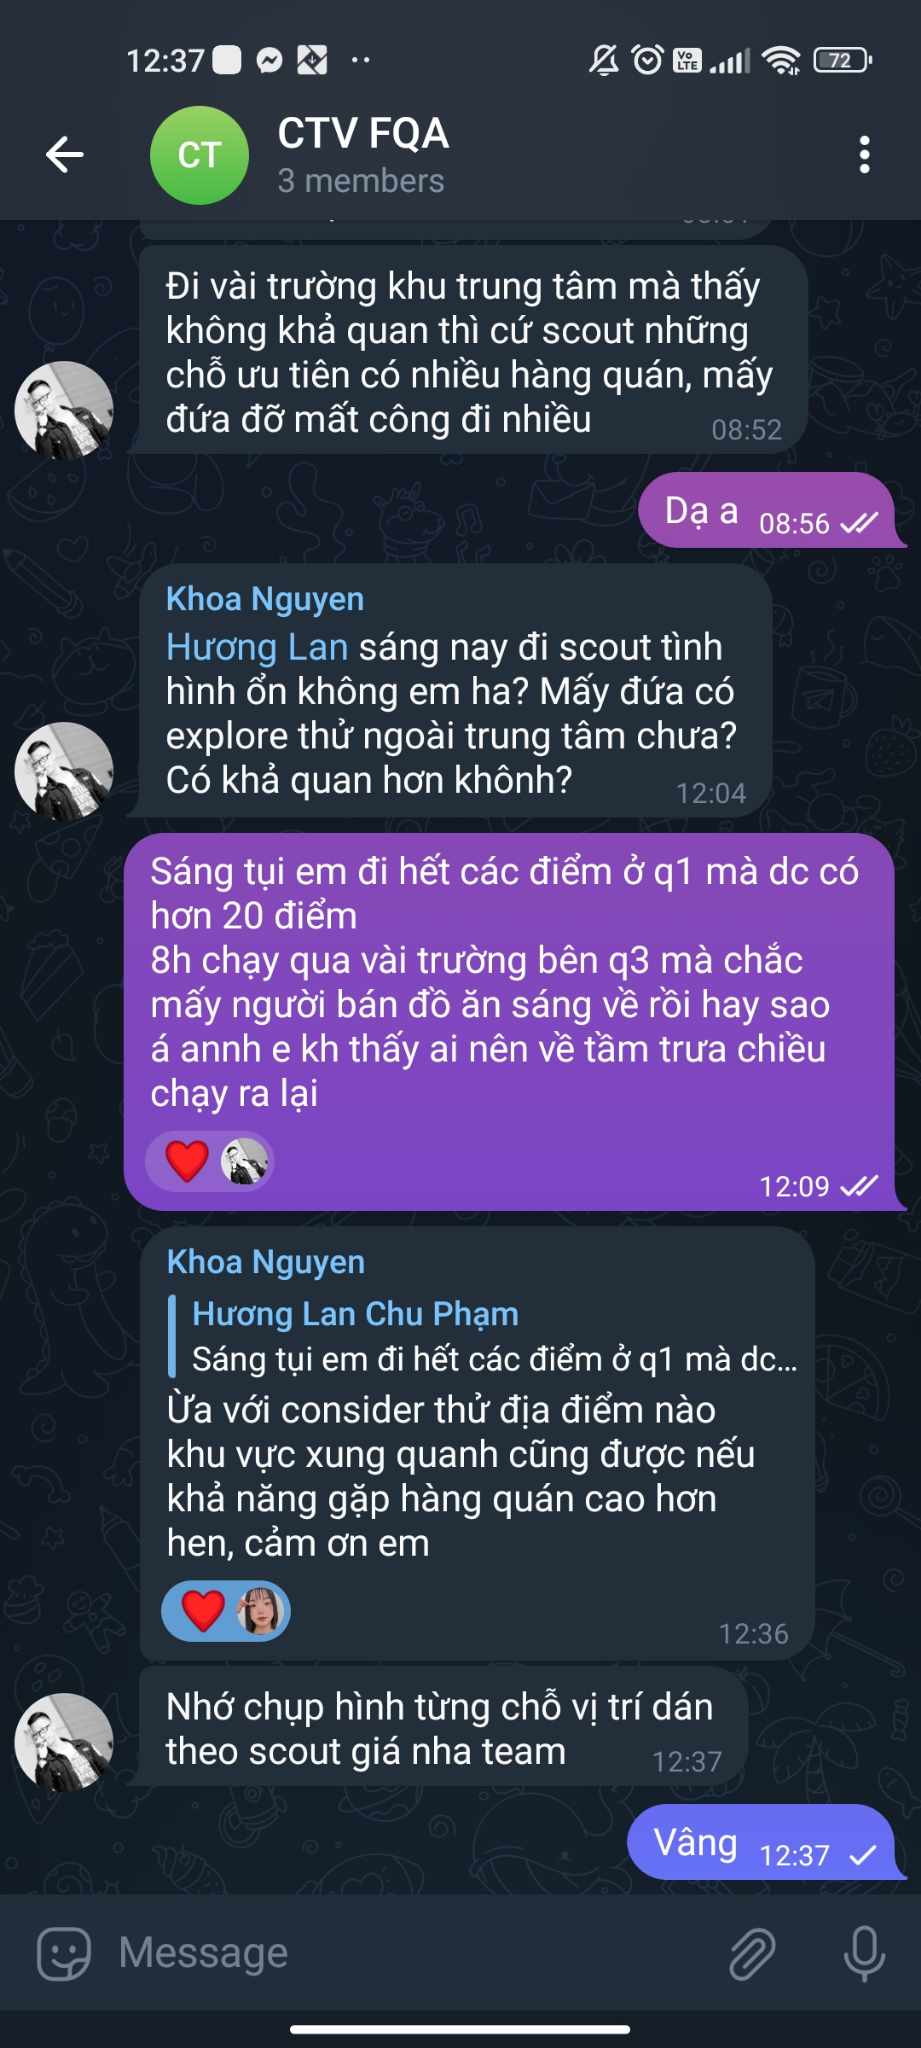 12:37
Vo
LTE
72
CT
CTV FQA
3 members
Đi vài trường khu trung tâm mà thấy
không khả quan thì cứ scout những
chỗ ưu tiên có nhiều hàng quán, mấy
đứa đỡ mất công đi nhiều
08:52
Dạ a
08:56
Khoa Nguyen
Hương Lan sáng nay đi scout tình
hình ổn không em ha? Mấy đứa có
explore thử ngoài trung tâm chưa?
Có khả quan hơn khônh?
12:04
Sáng tụi em đi hết các điểm ở q1 mà dc có
hơn 20 điểm
8h chạy qua vài trường bên q3 mà chắc
mấy người bán đồ ăn sáng về rồi hay sao
á annh e kh thấy ai nên về tầm trưa chiều
chạy ra lại
12:09
Khoa Nguyen
Hương Lan Chu Phạm
Sáng tụi em đi hết các điểm ở q1 mà dc...
Ừa với consider thử địa điểm nào
khu vực xung quanh cũng được nếu
khả năng gặp hàng quán cao hơn
hen, cảm ơn em
12:36
Nhớ chụp hình từng chỗ vị trí dán
theo scout giá nha team
12:37
Vâng
12:37
Message